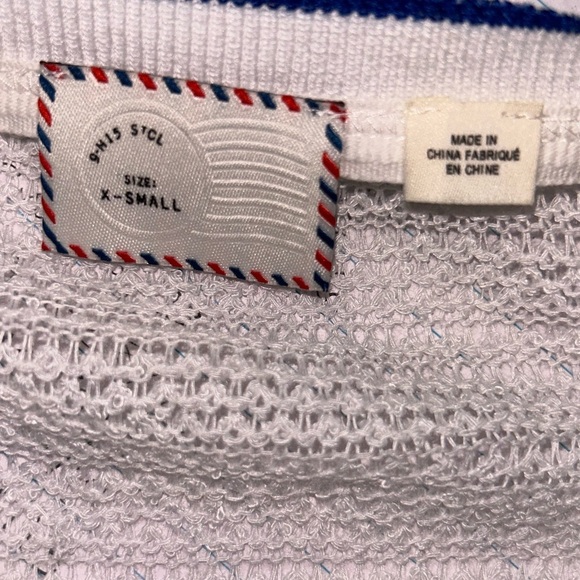 9-H15 STCL
SIZE:
X-SMALL
MADE IN
CHINA FABRIQUÉ
EN CHINE